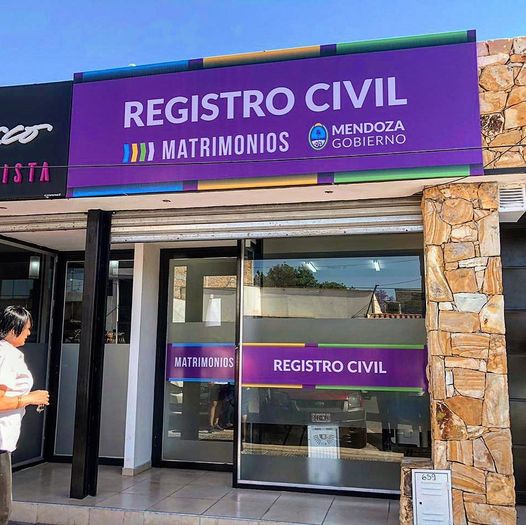 REGISTRO CIVIL
MATRIMONIOS
MENDOZA
GOBIERNO
ISTA
MATRIMONIOS
REGISTRO CIVIL
659